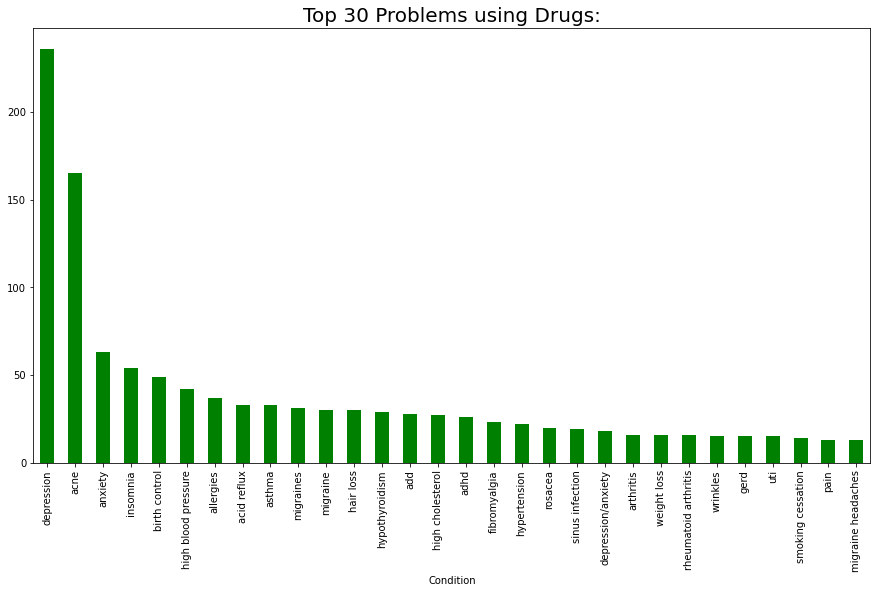 Top 30 Problems using Drugs:
200
150
100
50
0
depression
acne
anxiety
insomnia
birth control
high blood pressure
allergies
acid reflux
asthma
migraines
migraine
hair loss
hypothyroidism
add
high cholesterol
adhd
fibromyalgia
hypertension
rosacea
sinus infection
depression/anxiety
arthritis
weight loss
rheumatoid arthritis
wrinkles
gerd
uti
smoking cessation
pain
migraine headaches
Condition